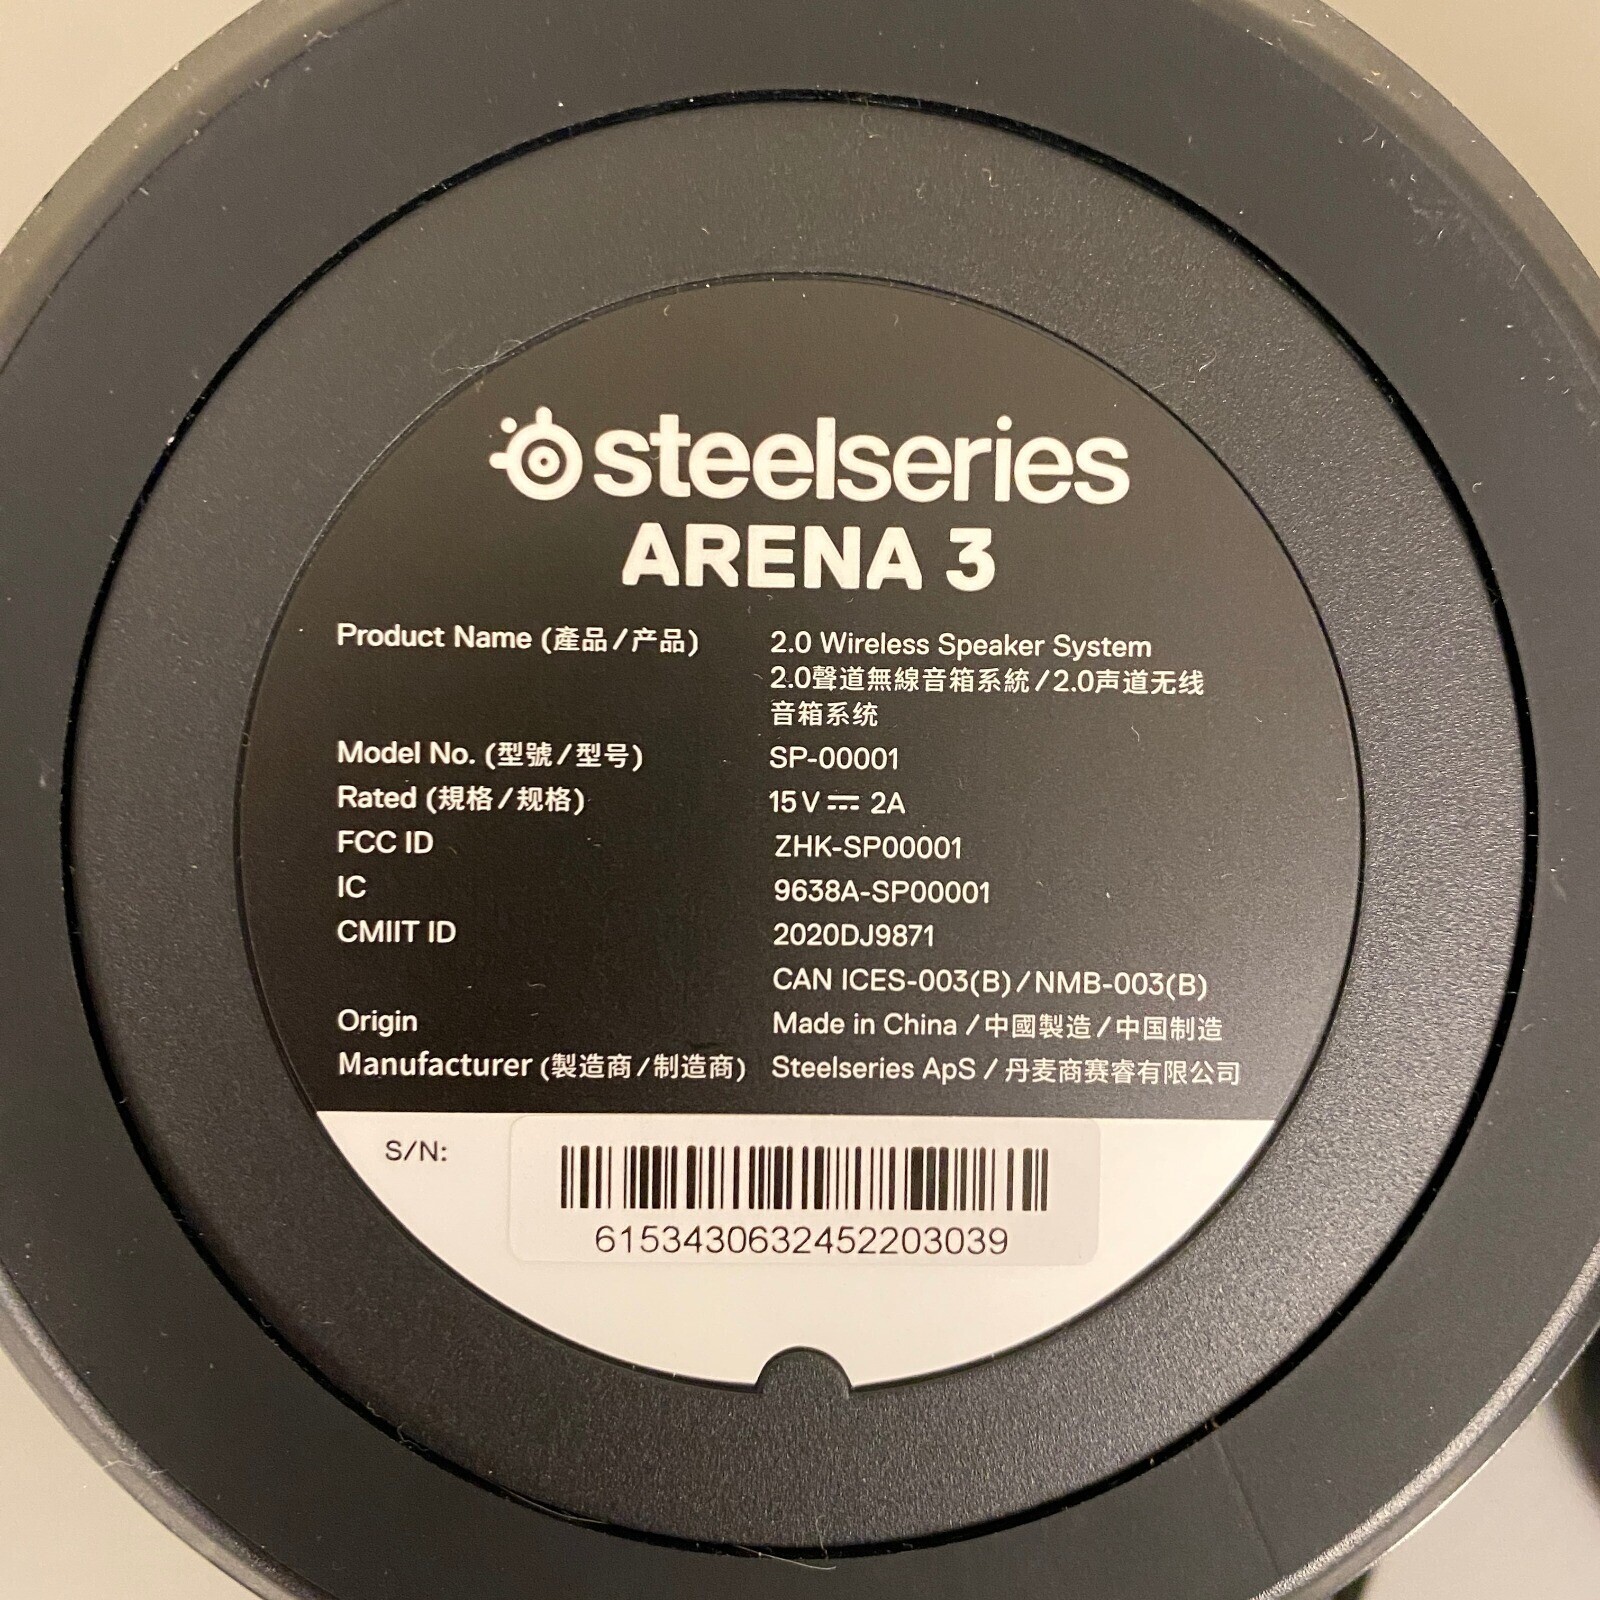 steelseries
ARENA 3
Product Name (產品/产品) 2.0 Wireless Speaker System
2.0聲道無線音箱系統/2.0声道无线
音箱系统
Model No. (型號/型号) SP-00001
Rated (規格/规格) 15V⎓ 2A
FCC ID ZHK-SP00001
IC 9638A-SP00001
CMIIT ID 2020DJ9871
CAN ICES-003(B)/NMB-003(B)
Origin Made in China /中國製造/中国制造
Manufacturer (製造商/制造商) Steelseries ApS / 丹麦商赛睿有限公司
S/N:
6153430632452203039